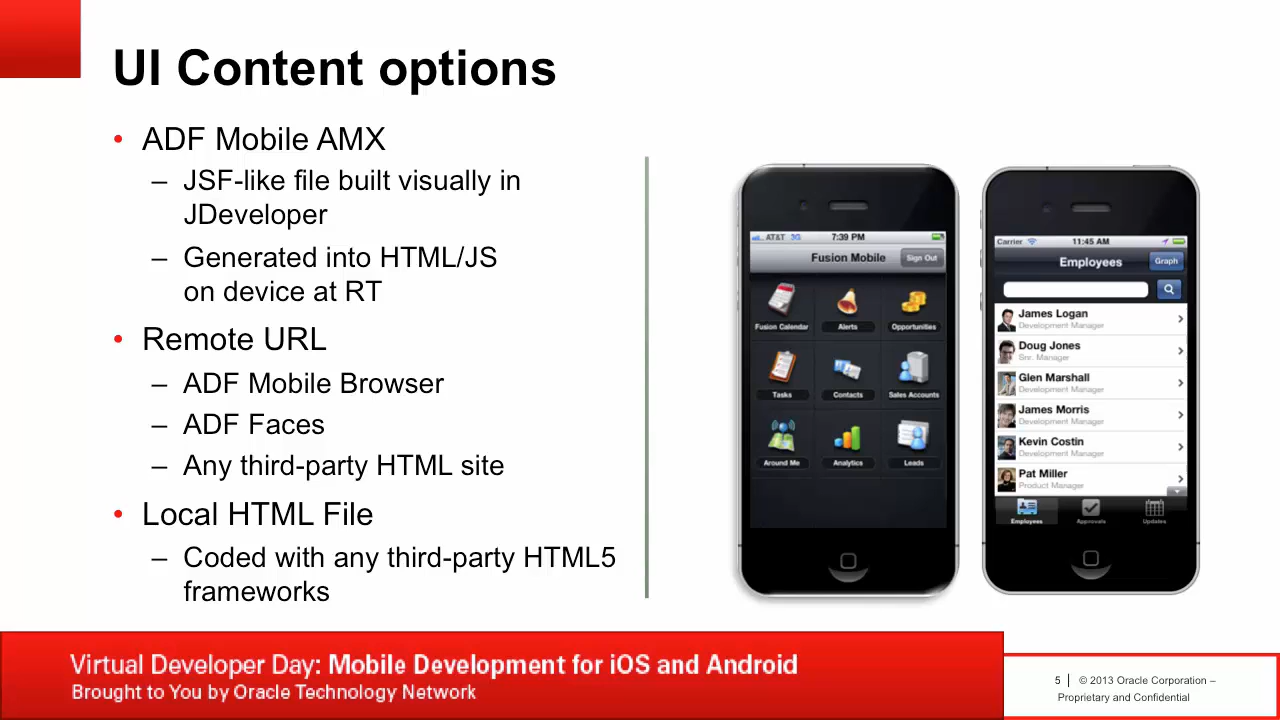 UI Content options
• ADF Mobile AMX
– JSF-like file built visually in
JDeveloper
– Generated into HTML/JS
on device at RT
• Remote URL
– ADF Mobile Browser
– ADF Faces
– Any third-party HTML site
• Local HTML File
– Coded with any third-party HTML5
frameworks
AT&T 3G 7:39 PM
Fusion Mobile Sign Out
Fusion Calendar Alerts Opportunities
Tasks Contacts Sales Accounts
Around Me Analytics Leads
Carrier 11:45 AM
Employees Graph
James Logan
Development Manager
Doug Jones
Snr. Manager
Glen Marshall
Development Manager
James Morris
Development Manager
Kevin Costin
Development Manager
Pat Miller
Product Manager
Employees Approvals Updates
Virtual Developer Day: Mobile Development for iOS and Android
Brought to You by Oracle Technology Network
5 | © 2013 Oracle Corporation –
Proprietary and Confidential